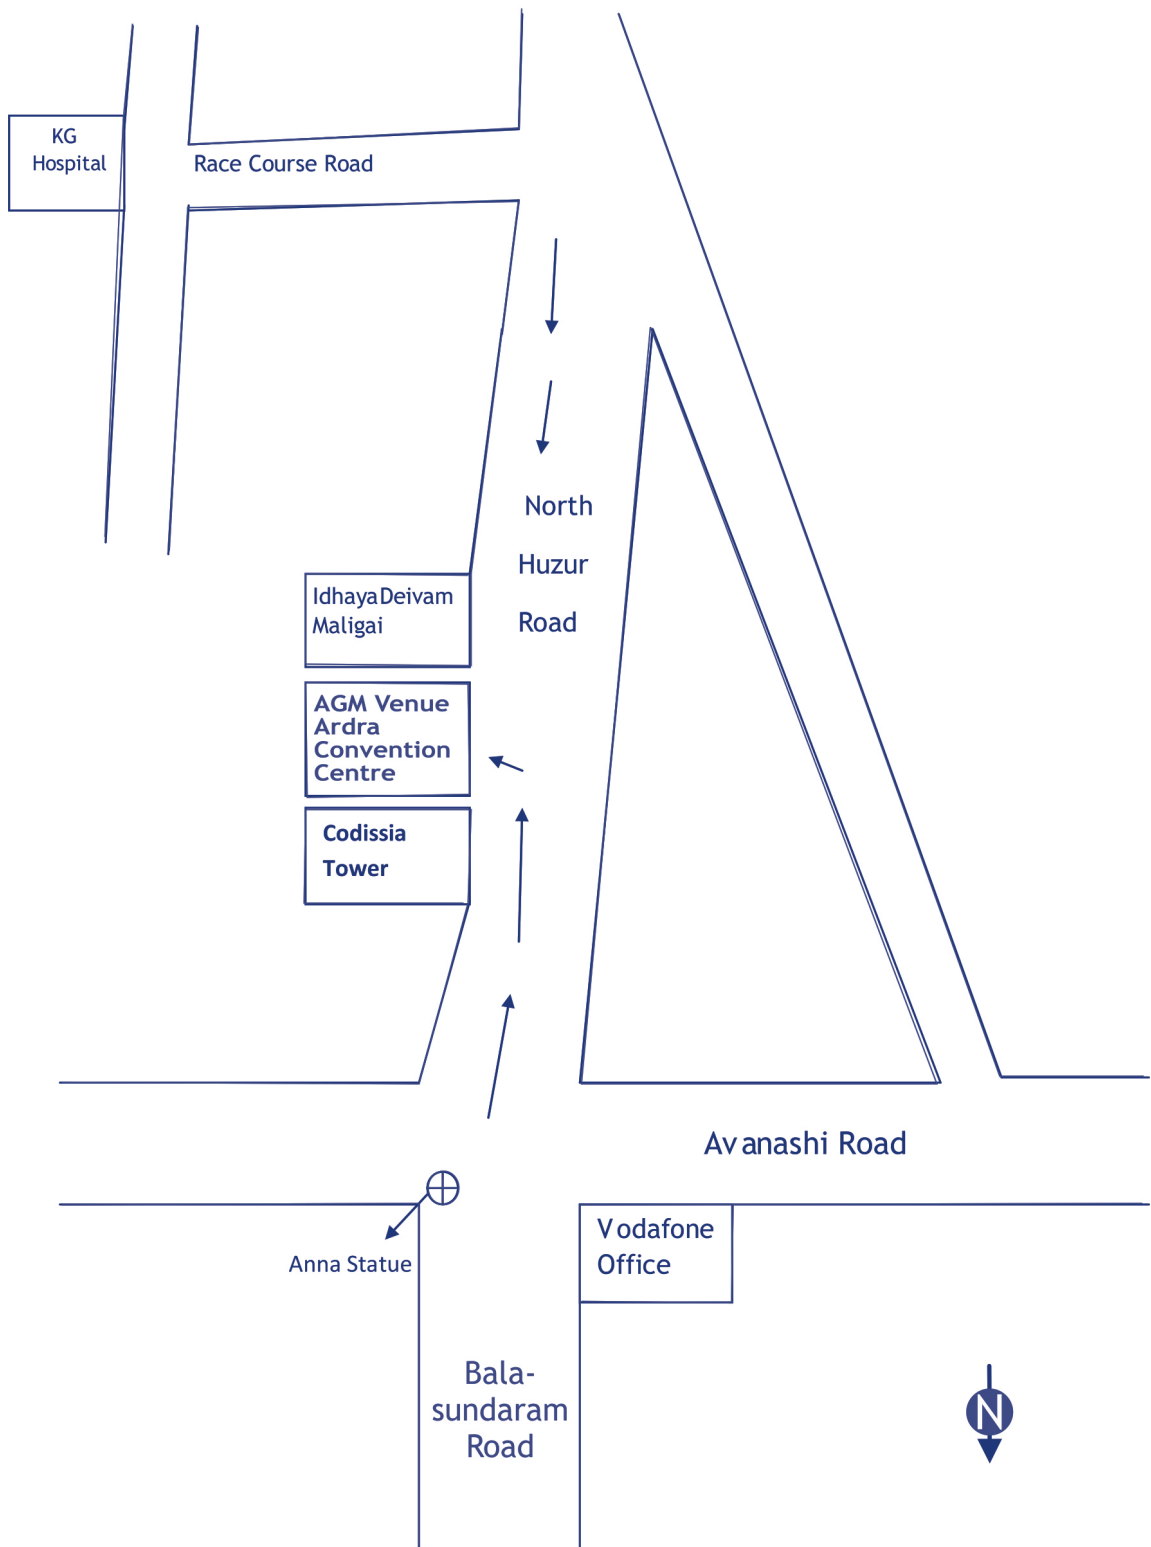 KG
Hospital
Race Course Road
North
Huzur
Road
IdhayaDeivam
Maligai
AGM Venue
Ardra
Convention
Centre
Codissia
Tower
Avanashi Road
Anna Statue
Vodafone
Office
Bala-
sundaram
Road
N